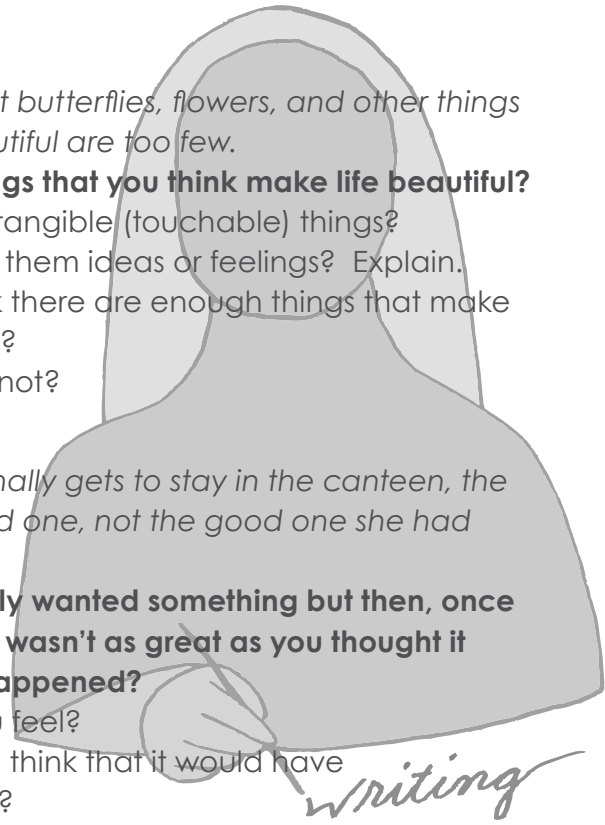 t butterflies, flowers, and other things
utiful are too few.
gs that you think make life beautiful?
tangible (touchable) things?
them ideas or feelings? Explain.
k there are enough things that make
?
not?
nally gets to stay in the canteen, the
d one, not the good one she had
ly wanted something but then, once
wasn't as great as you thought it
appened?
u feel?
think that it would have
?
writing